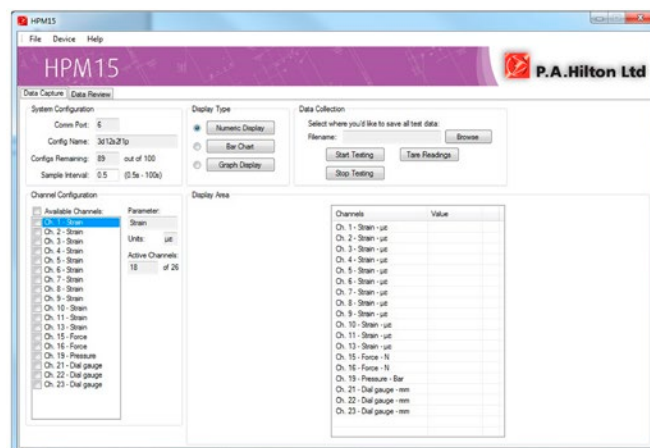 HPM15
File Device Help
HPM15
P.A.Hilton Ltd
Data Capture Data Review
System Configuration
Comm Port: 6
Config Name: 3d12s2f1p
Configs Remaining: 89 out of 100
Sample Interval: 0.5 (0.5s - 100s)
Display Type
Numeric Display
Bar Chart
Graph Display
Data Collection
Select where you'd like to save all test data:
Filename: Browse
Start Testing Tare Readings
Stop Testing
Channel Configuration
Available Channels:
Ch. 1 - Strain
Ch. 2 - Strain
Ch. 3 - Strain
Ch. 4 - Strain
Ch. 5 - Strain
Ch. 6 - Strain
Ch. 7 - Strain
Ch. 8 - Strain
Ch. 9 - Strain
Ch. 10 - Strain
Ch. 11 - Strain
Ch. 13 - Strain
Ch. 15 - Force
Ch. 16 - Force
Ch. 19 - Pressure
Ch. 21 - Dial gauge
Ch. 22 - Dial gauge
Ch. 23 - Dial gauge
Parameter:
Strain
Units: με
Active Channels:
18 of 26
Display Area
Channels Value
Ch. 1 - Strain - με
Ch. 2 - Strain - με
Ch. 3 - Strain - με
Ch. 4 - Strain - με
Ch. 5 - Strain - με
Ch. 6 - Strain - με
Ch. 7 - Strain - με
Ch. 8 - Strain - με
Ch. 9 - Strain - με
Ch. 10 - Strain - με
Ch. 11 - Strain - με
Ch. 13 - Strain - με
Ch. 15 - Force - N
Ch. 16 - Force - N
Ch. 19 - Pressure - Bar
Ch. 21 - Dial gauge - mm
Ch. 22 - Dial gauge - mm
Ch. 23 - Dial gauge - mm